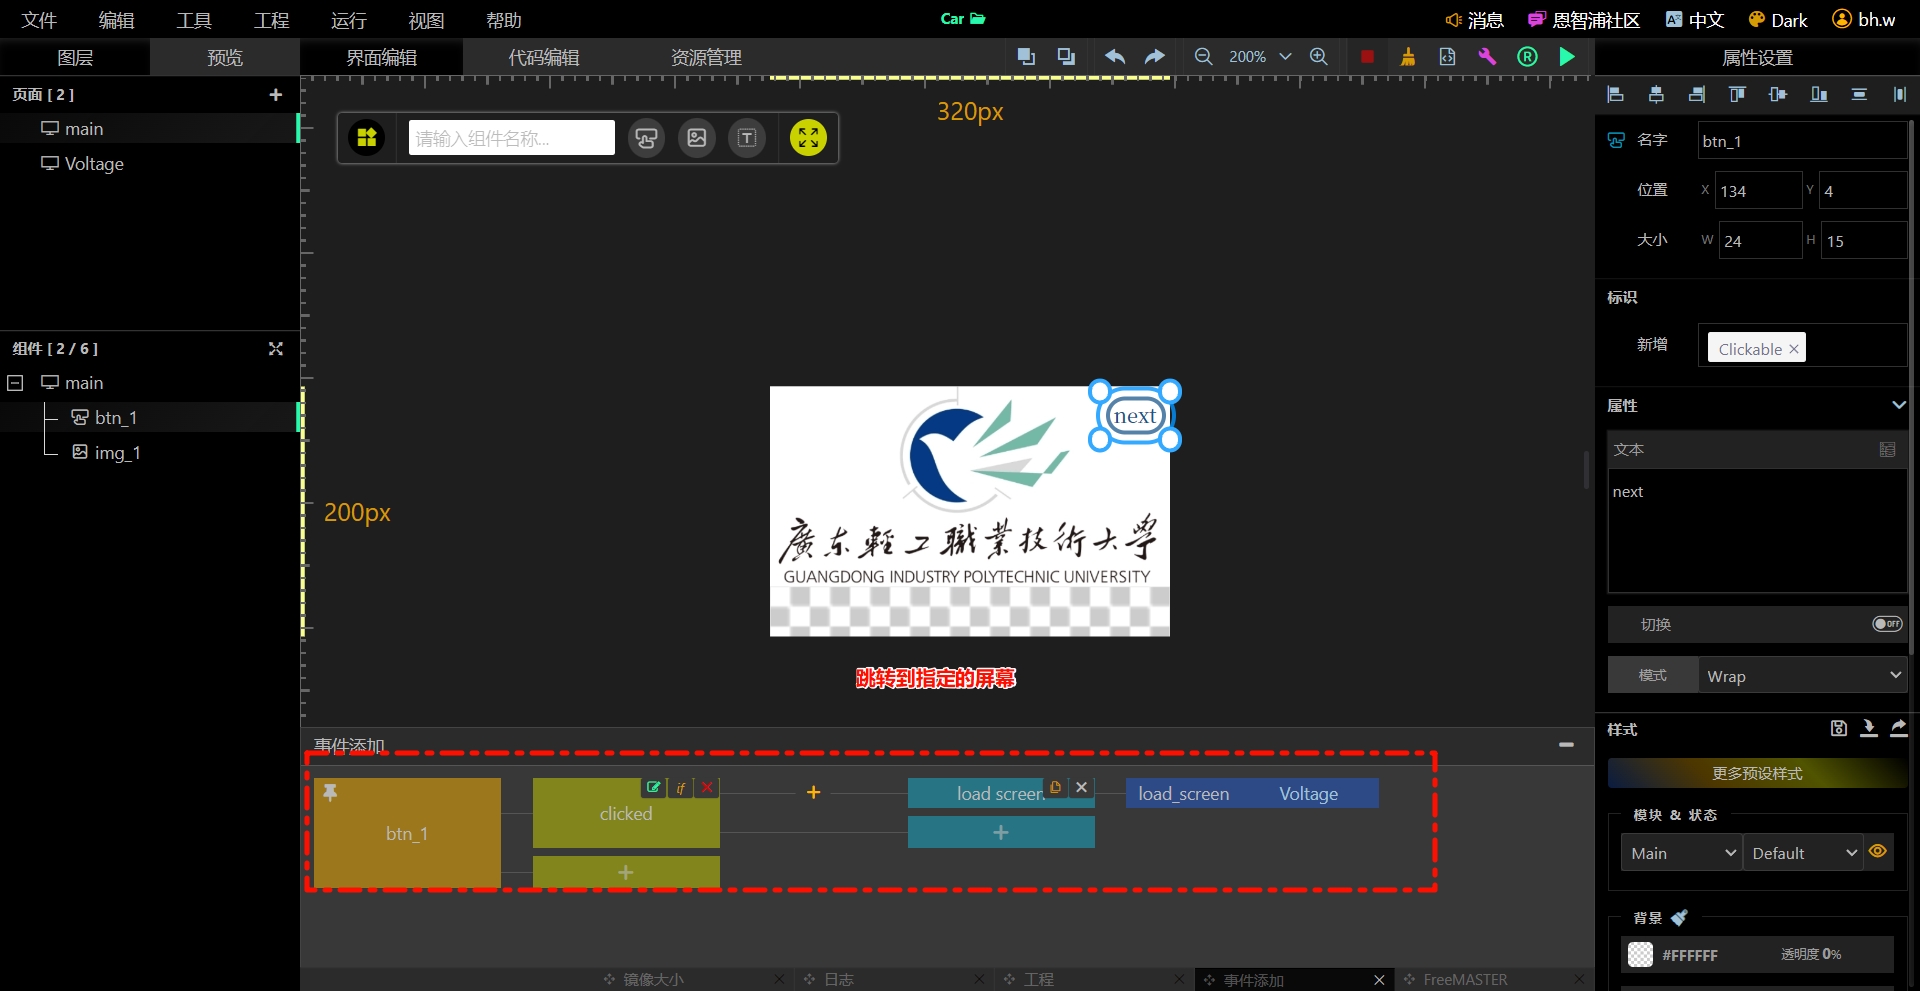 文件 编辑 工具 工程 运行 视图 帮助 Car 消息 恩智浦社区 中文 Dark bh.w
图层 预览 界面编辑 代码编辑 资源管理 200% 属性设置
页面 [ 2 ]
main
Voltage
组件 [ 2 / 6 ]
main
btn_1
img_1
请输入组件名称...
320px
200px
next
廣东輕工職業技術大學
GUANGDONG INDUSTRY POLYTECHNIC UNIVERSITY
跳转到指定的屏幕
事件添加
btn_1
clicked
if
load screen
load_screen Voltage
镜像大小 日志 工程 事件添加 FreeMASTER
名字 btn_1
位置 X 134 Y 4
大小 W 24 H 15
标识
新增 Clickable
属性
文本
next
切换 OFF
模式 Wrap
样式
更多预设样式
模块 & 状态
Main Default
背景
#FFFFFF 透明度 0%